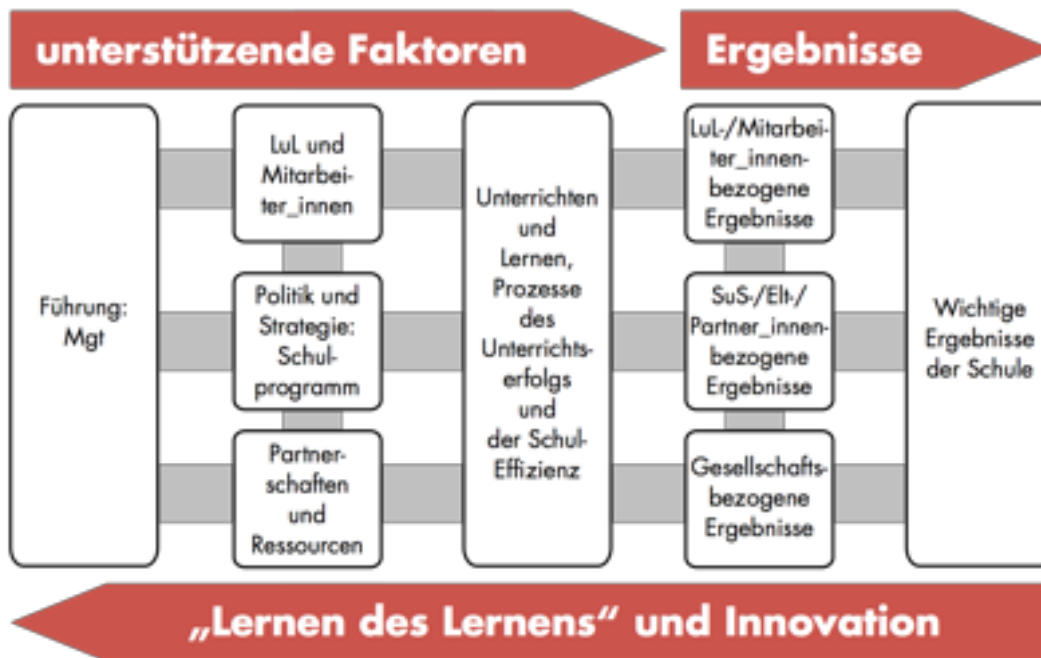 unterstützende Faktoren
Ergebnisse
Führung:
Mgt
LuL und
Mitarbei-
ter_innen
Politik und
Strategie:
Schul-
programm
Partner-
schaften
und
Ressourcen
Unterrichten
und
Lernen,
Prozesse
des
Unterrichts-
erfolgs
und
der Schul-
Effizienz
LuL-/Mitarbei-
ter_innen-
bezogene
Ergebnisse
SuS-/Elt-/
Partner_innen-
bezogene
Ergebnisse
Gesellschafts-
bezogene
Ergebnisse
Wichtige
Ergebnisse
der Schule
„Lernen des Lernens“ und Innovation